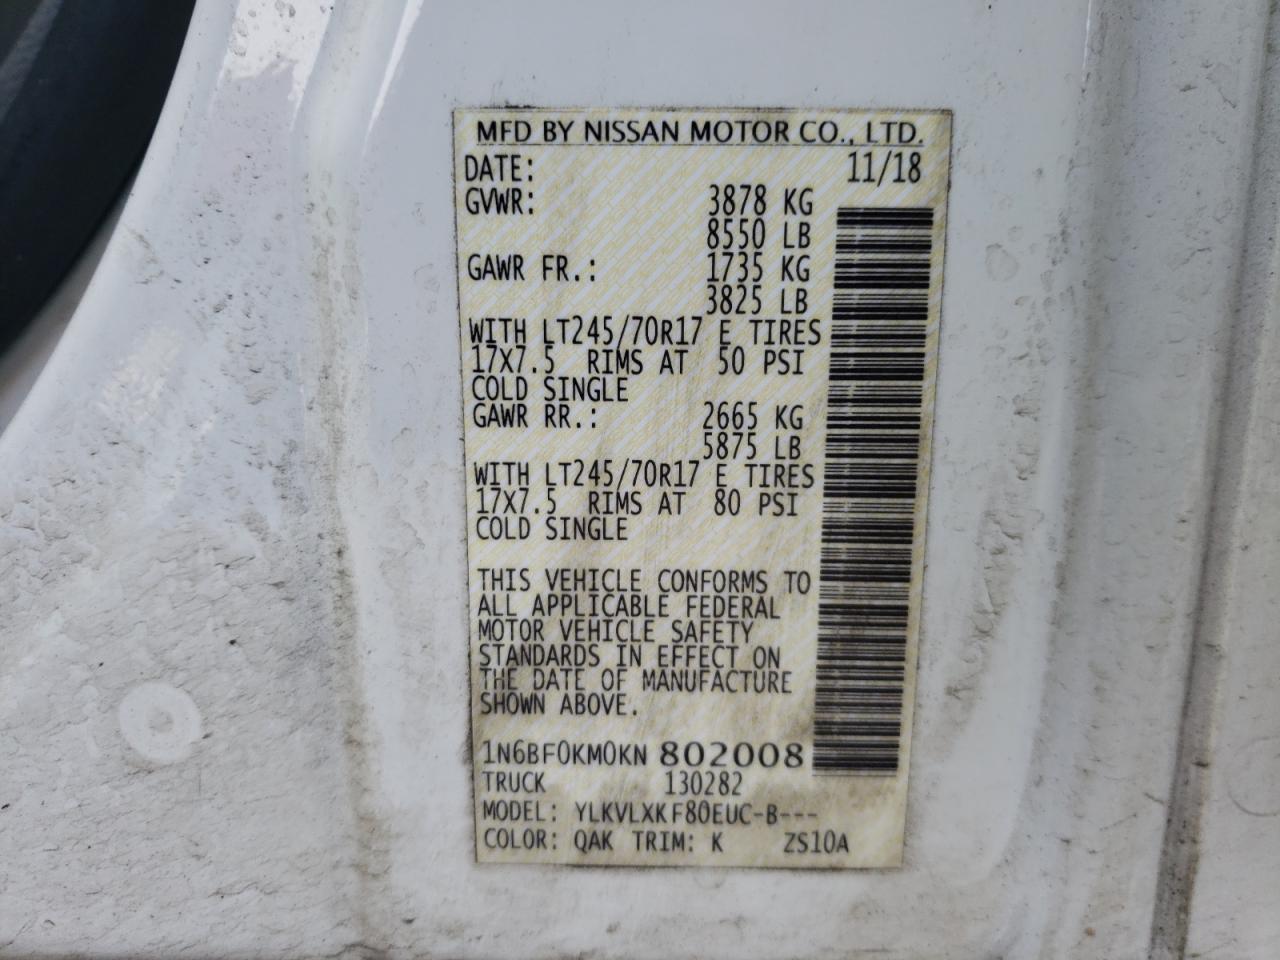 MFD BY NISSAN MOTOR CO., LTD.
DATE: 11/18
GVWR: 3878 KG
8550 LB
GAWR FR.: 1735 KG
3825 LB
WITH LT245/70R17 E TIRES
17X7.5 RIMS AT 50 PSI
COLD SINGLE
GAWR RR.: 2665 KG
5875 LB
WITH LT245/70R17 E TIRES
17X7.5 RIMS AT 80 PSI
COLD SINGLE
THIS VEHICLE CONFORMS TO
ALL APPLICABLE FEDERAL
MOTOR VEHICLE SAFETY
STANDARDS IN EFFECT ON
THE DATE OF MANUFACTURE
SHOWN ABOVE.
1N6BF0KM0KN 802008
TRUCK 130282
MODEL: YLKVLXKF80EUC-B---
COLOR: QAK TRIM: K ZS10A